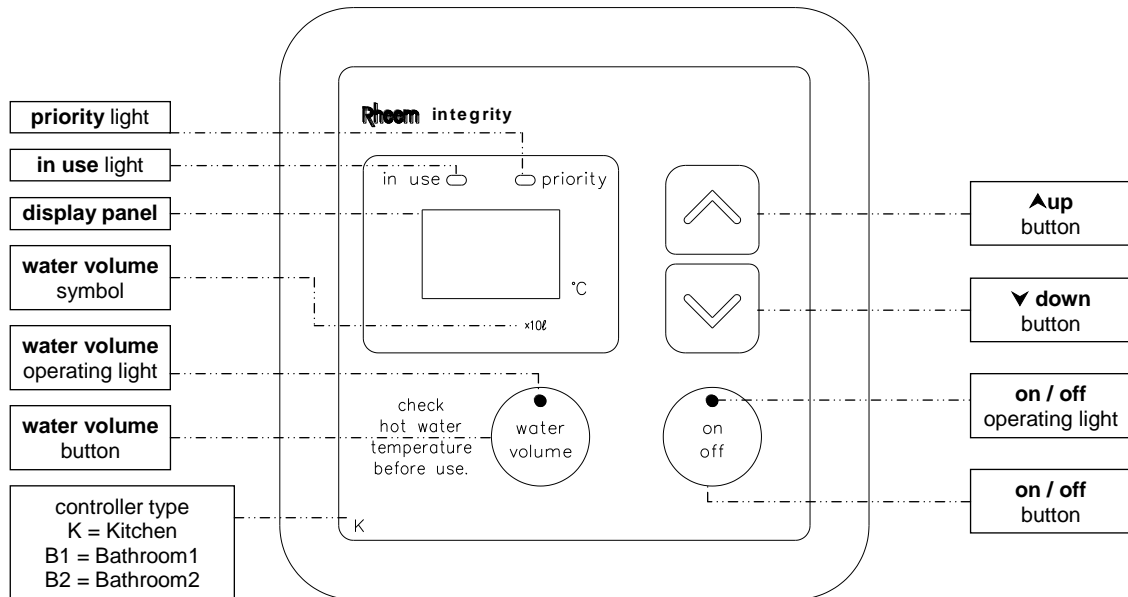 priority light
in use light
display panel
water volume
symbol
water volume
operating light
water volume
button
controller type
K = Kitchen
B1 = Bathroom1
B2 = Bathroom2
Rheem integrity
in use priority
°C
x10ℓ
check
hot water
temperature
before use.
water
volume
on
off
K
⮝up
button
⮟ down
button
on / off
operating light
on / off
button